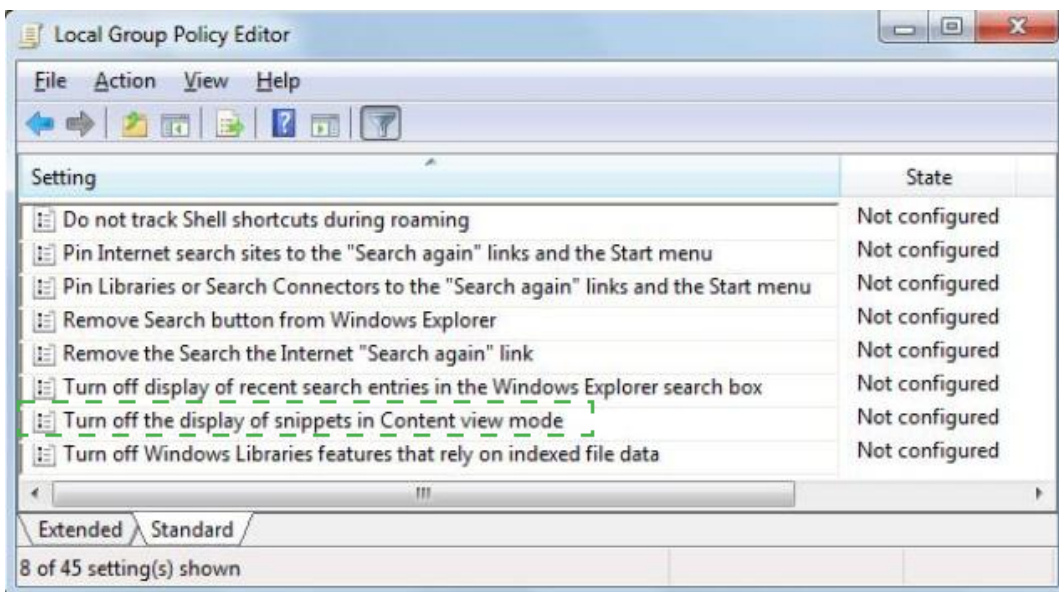 Local Group Policy Editor
File Action View Help
Setting State
Do not track Shell shortcuts during roaming Not configured
Pin Internet search sites to the "Search again" links and the Start menu Not configured
Pin Libraries or Search Connectors to the "Search again" links and the Start menu Not configured
Remove Search button from Windows Explorer Not configured
Remove the Search the Internet "Search again" link Not configured
Turn off display of recent search entries in the Windows Explorer search box Not configured
Turn off the display of snippets in Content view mode Not configured
Turn off Windows Libraries features that rely on indexed file data Not configured
Extended Standard
8 of 45 setting(s) shown